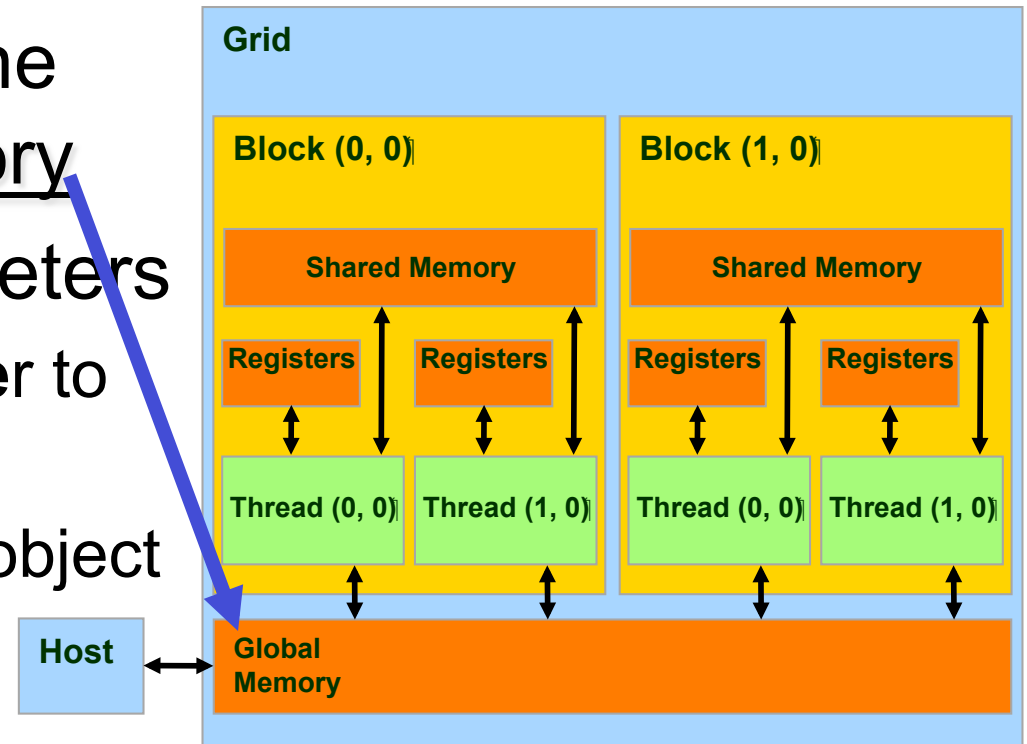 ne
ory
eters
er to
object
Grid
Block (0, 0)
Block (1, 0)
Shared Memory
Shared Memory
Registers
Registers
Registers
Registers
Thread (0, 0)
Thread (1, 0)
Thread (0, 0)
Thread (1, 0)
Host
Global
Memory